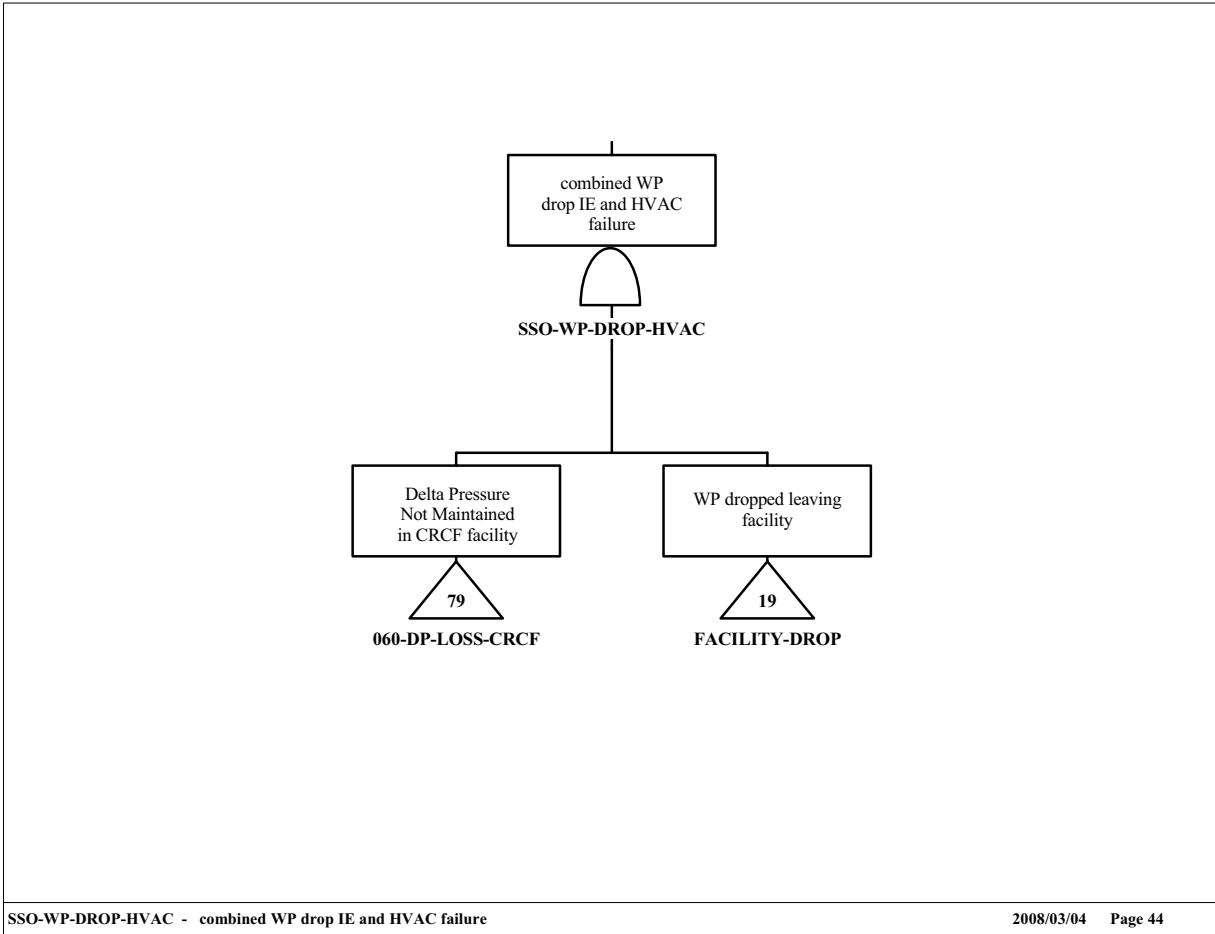 combined WP
drop IE and HVAC
failure
SSO-WP-DROP-HVAC
Delta Pressure
Not Maintained
in CRCF facility
79
060-DP-LOSS-CRCF
WP dropped leaving
facility
19
FACILITY-DROP
SSO-WP-DROP-HVAC - combined WP drop IE and HVAC failure
2008/03/04 Page 44